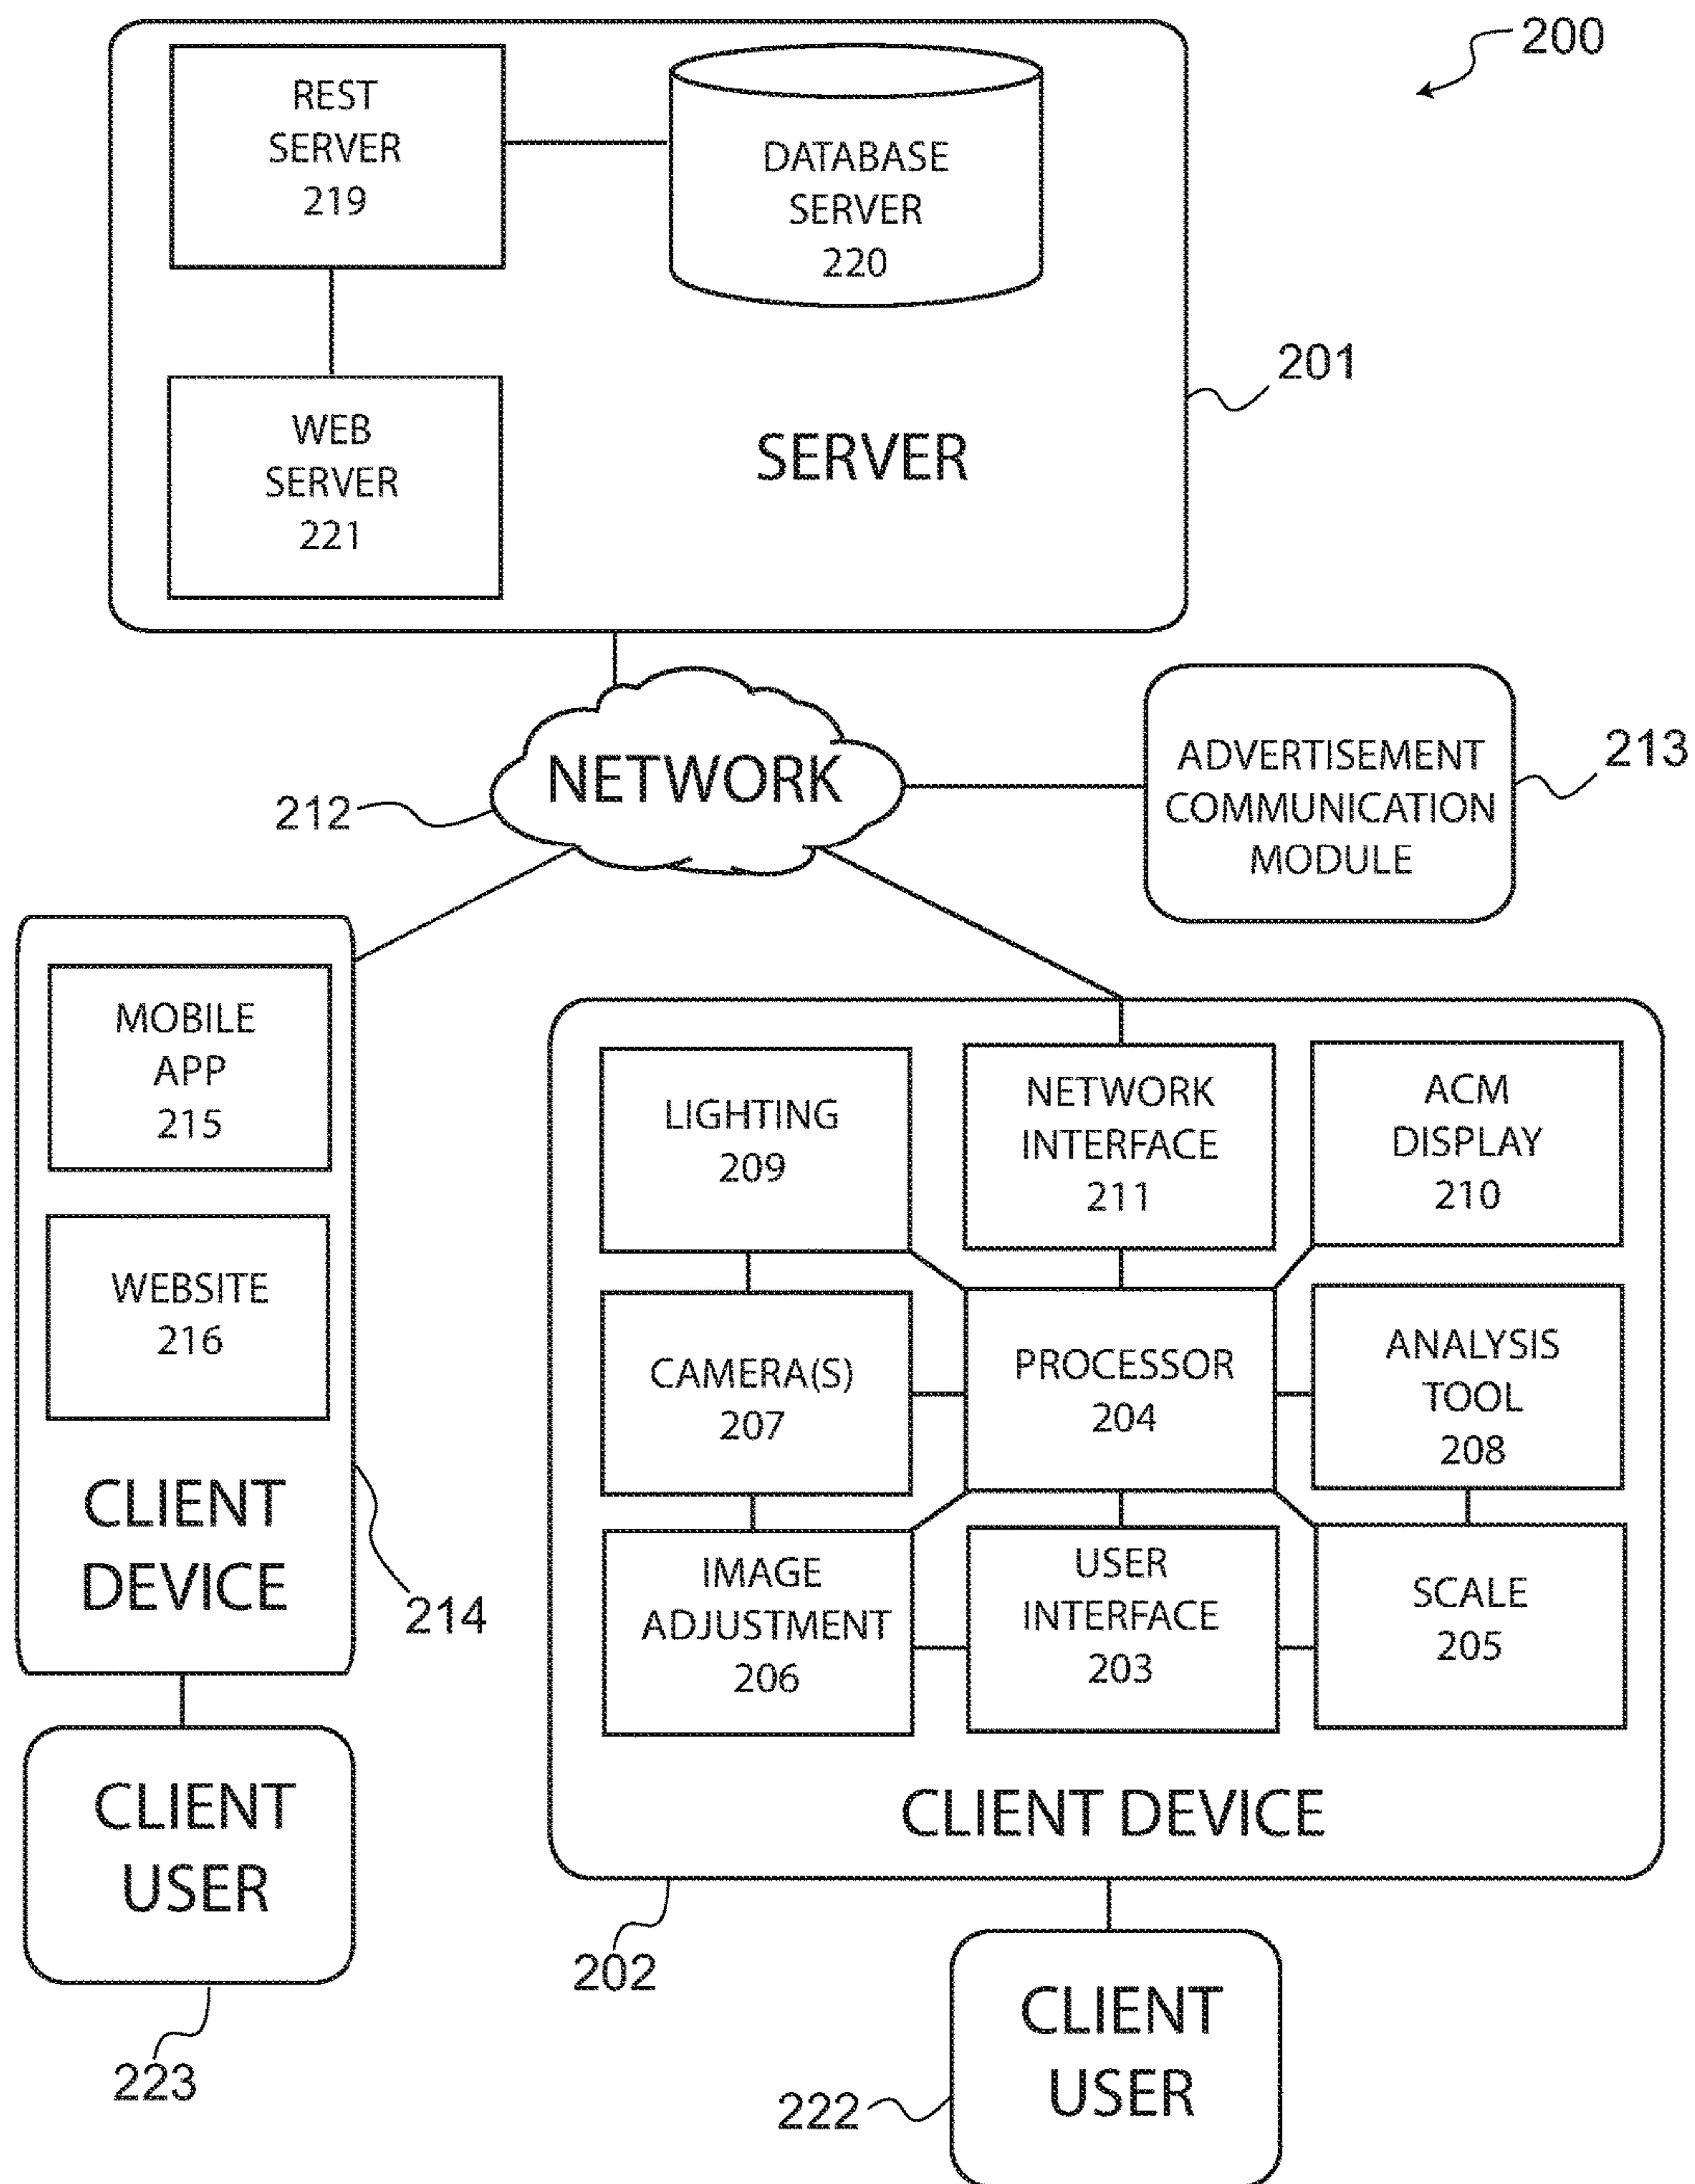 200
REST
SERVER
219
DATABASE
SERVER
220
201
WEB
SERVER
221
SERVER
NETWORK
212
ADVERTISEMENT
COMMUNICATION
MODULE
213
MOBILE
APP
215
WEBSITE
216
CLIENT
DEVICE
214
LIGHTING
209
NETWORK
INTERFACE
211
ACM
DISPLAY
210
CAMERA(S)
207
PROCESSOR
204
ANALYSIS
TOOL
208
IMAGE
ADJUSTMENT
206
USER
INTERFACE
203
SCALE
205
CLIENT DEVICE
202
CLIENT
USER
223
CLIENT
USER
222